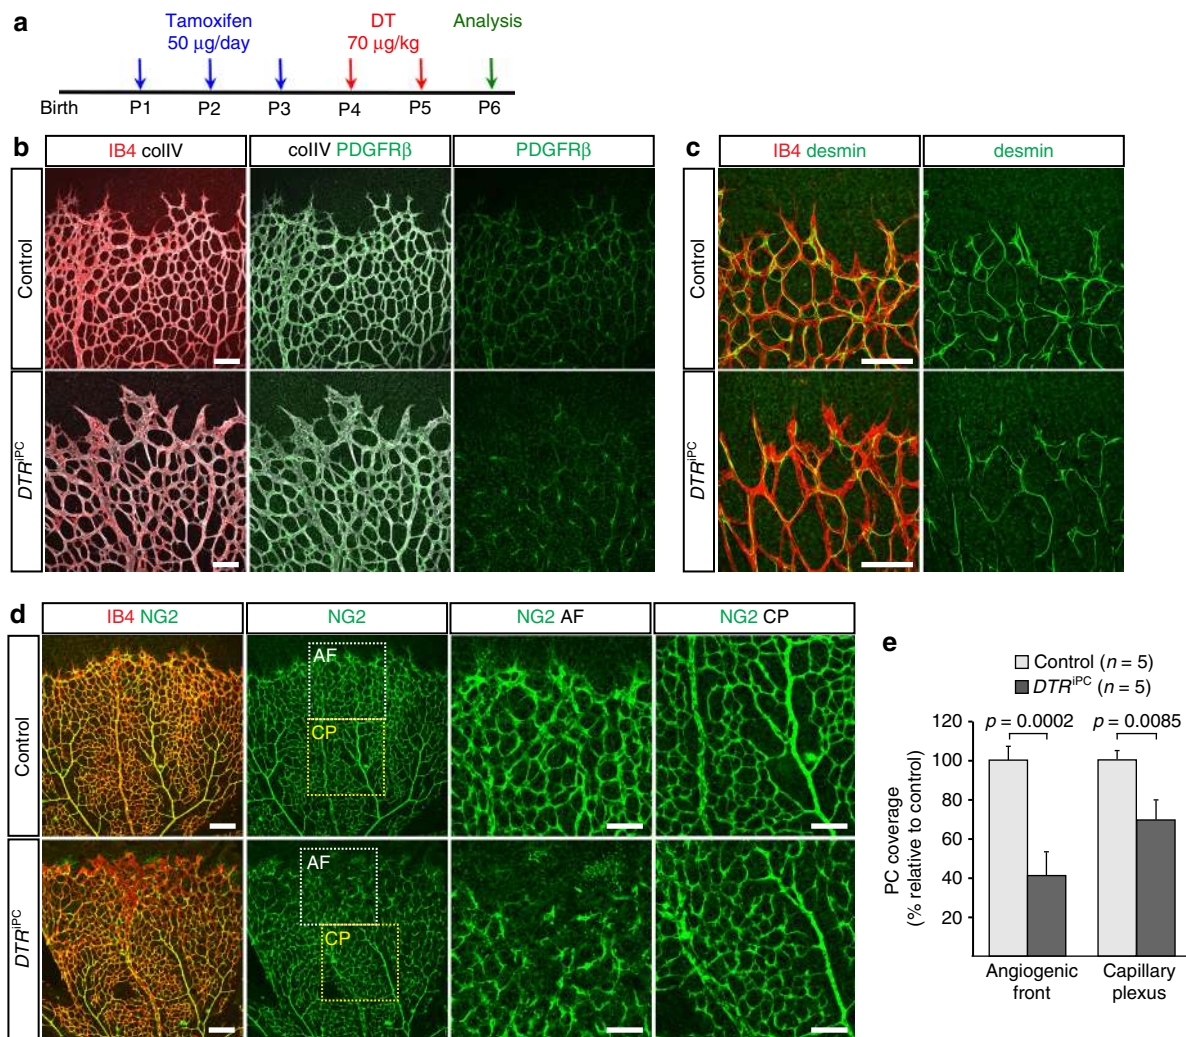 a
Tamoxifen
50 µg/day
DT
70 µg/kg
Analysis
Birth P1 P2 P3 P4 P5 P6
b
IB4 colIV
colIV PDGFRβ
PDGFRβ
Control
DTR^iPC
c
IB4 desmin
desmin
Control
DTR^iPC
d
IB4 NG2
NG2
NG2 AF
NG2 CP
Control
AF
CP
DTR^iPC
AF
CP
e
Control (n = 5)
DTR^iPC (n = 5)
p = 0.0002
p = 0.0085
PC coverage
(% relative to control)
120
100
80
60
40
20
Angiogenic
front
Capillary
plexus